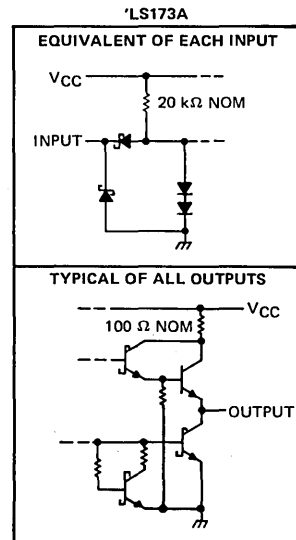 'LS173A
EQUIVALENT OF EACH INPUT
VCC
20 kΩ NOM
INPUT
TYPICAL OF ALL OUTPUTS
VCC
100 Ω NOM
OUTPUT